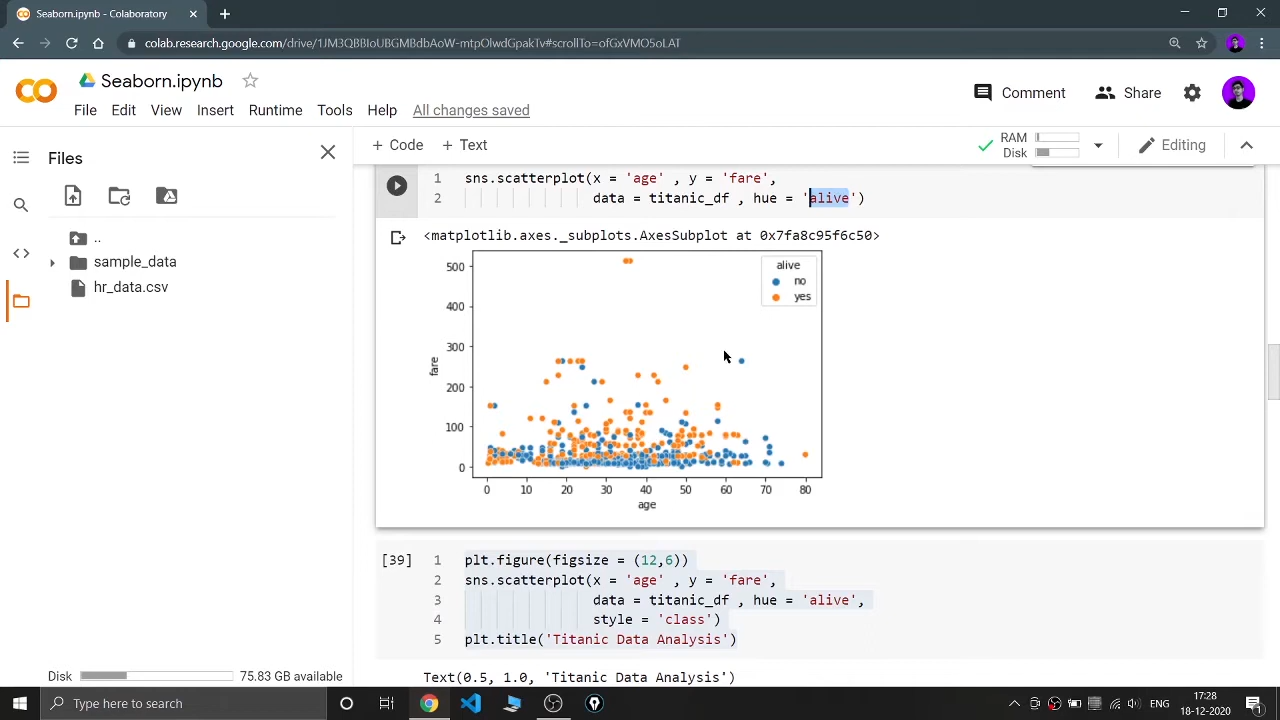 Seaborn.ipynb - Colaboratory
colab.research.google.com/drive/1JM3QBBIoUBGMBdbAoW-mtpOlwdGpakTv#scrollTo=ofGxVMO5oLAT
Seaborn.ipynb
Comment
Share
File Edit View Insert Runtime Tools Help All changes saved
Files
+ Code + Text
RAM
Disk
Editing
..
sample_data
hr_data.csv
1 sns.scatterplot(x = 'age' , y = 'fare',
2 data = titanic_df , hue = 'alive')
<matplotlib.axes._subplots.AxesSubplot at 0x7fa8c95f6c50>
alive
no
yes
500
400
300
200
100
0
fare
0 10 20 30 40 50 60 70 80
age
[39] 1 plt.figure(figsize = (12,6))
2 sns.scatterplot(x = 'age' , y = 'fare',
3 data = titanic_df , hue = 'alive',
4 style = 'class')
5 plt.title('Titanic Data Analysis')
Text(0.5, 1.0, 'Titanic Data Analysis')
Disk 75.83 GB available
Type here to search
ENG
17:28
18-12-2020
1